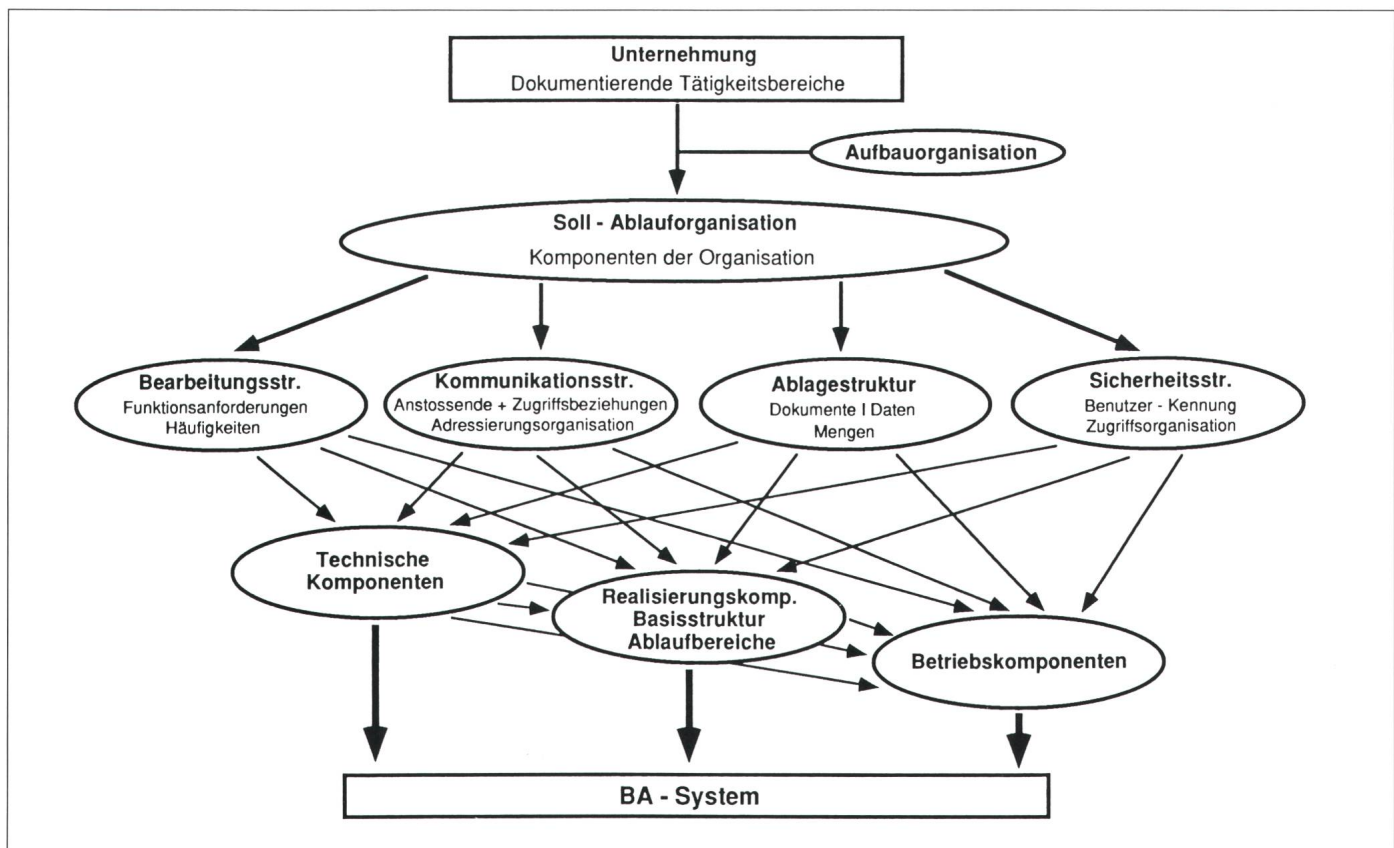 Unternehmung
Dokumentierende Tätigkeitsbereiche
Aufbauorganisation
Soll - Ablauforganisation
Komponenten der Organisation
Bearbeitungsstr.
Funktionsanforderungen
Häufigkeiten
Kommunikationsstr.
Anstossende + Zugriffsbeziehungen
Adressierungsorganisation
Ablagestruktur
Dokumente I Daten
Mengen
Sicherheitsstr.
Benutzer - Kennung
Zugriffsorganisation
Technische
Komponenten
Realisierungskomp.
Basisstruktur
Ablaufbereiche
Betriebskomponenten
BA - System